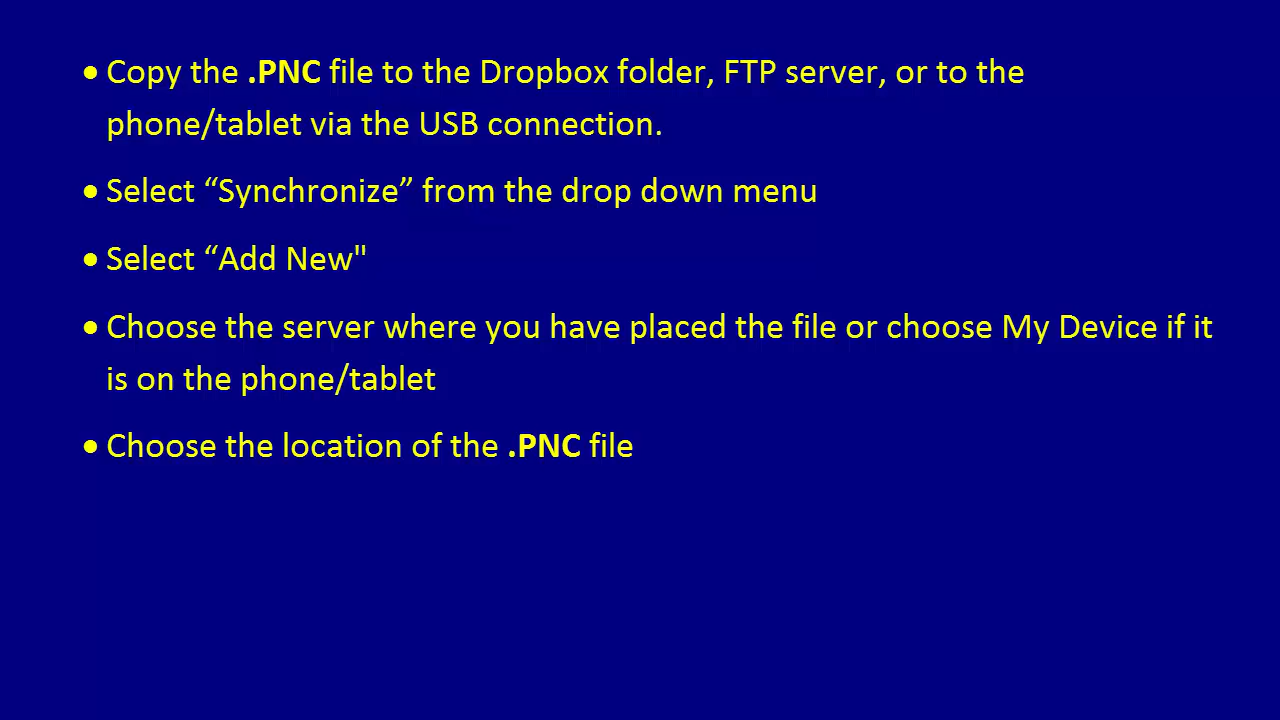 • Copy the .PNC file to the Dropbox folder, FTP server, or to the
phone/tablet via the USB connection.
• Select “Synchronize” from the drop down menu
• Select “Add New"
• Choose the server where you have placed the file or choose My Device if it
is on the phone/tablet
• Choose the location of the .PNC file